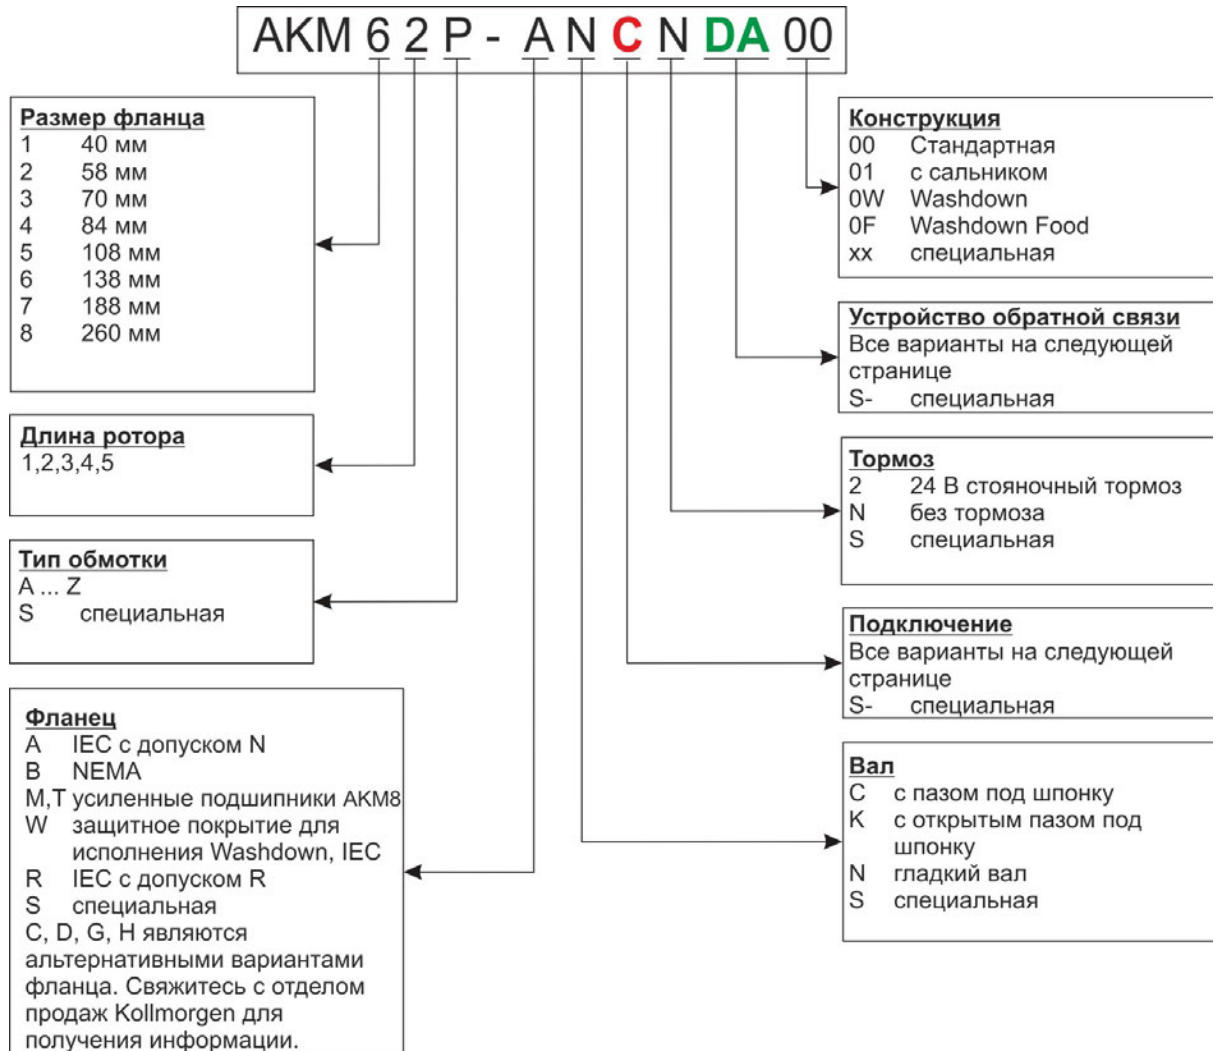 AKM 6 2 P - A N C N DA 00
Размер фланца
1 40 мм
2 58 мм
3 70 мм
4 84 мм
5 108 мм
6 138 мм
7 188 мм
8 260 мм
Длина ротора
1,2,3,4,5
Тип обмотки
A ... Z
S специальная
Фланец
A IEC с допуском N
B NEMA
M,T усиленные подшипники АКМ8
W защитное покрытие для
исполнения Washdown, IEC
R IEC с допуском R
S специальная
C, D, G, H являются
альтернативными вариантами
фланца. Свяжитесь с отделом
продаж Kollmorgen для
получения информации.
Конструкция
00 Стандартная
01 с сальником
0W Washdown
0F Washdown Food
xx специальная
Устройство обратной связи
Все варианты на следующей
странице
S- специальная
Тормоз
2 24 В стояночный тормоз
N без тормоза
S специальная
Подключение
Все варианты на следующей
странице
S- специальная
Вал
C с пазом под шпонку
K с открытым пазом под
шпонку
N гладкий вал
S специальная